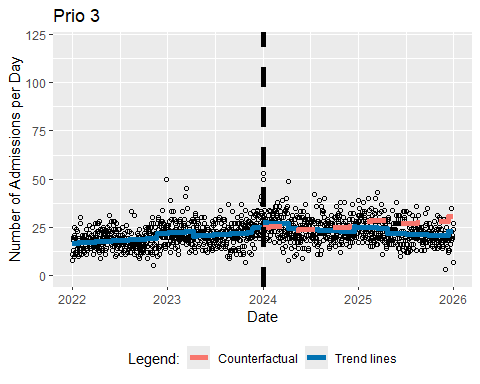 Prio 3
Number of Admissions per Day
125
100
75
50
25
0
2022 2023 2024 2025 2026
Date
Legend: Counterfactual Trend lines